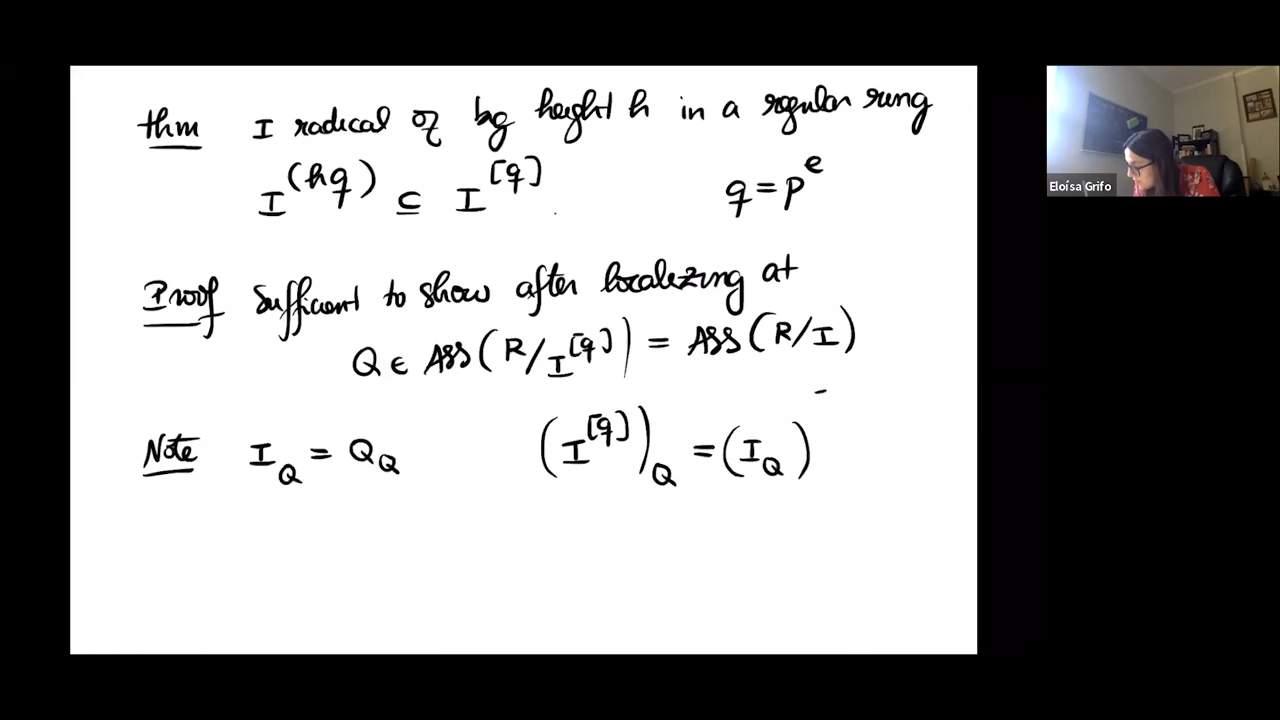 Thm I radical of big height h in a regular ring
I^(hq) ⊆ I^[q] . q = p^e
Proof Sufficient to show after localizing at
Q ∈ Ass(R/I^[q]) = Ass(R/I)
Note I_Q = Q_Q (I^[q])_Q = (I_Q)
Eloísa Grifo